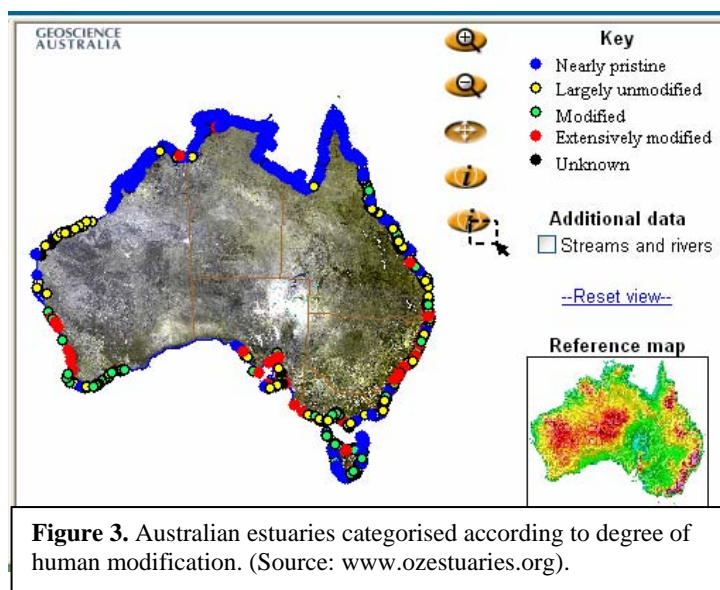 GEOSCIENCE
AUSTRALIA
Key
Nearly pristine
Largely unmodified
Modified
Extensively modified
Unknown
Additional data
Streams and rivers
--Reset view--
Reference map
Figure 3. Australian estuaries categorised according to degree of
human modification. (Source: www.ozestuaries.org).